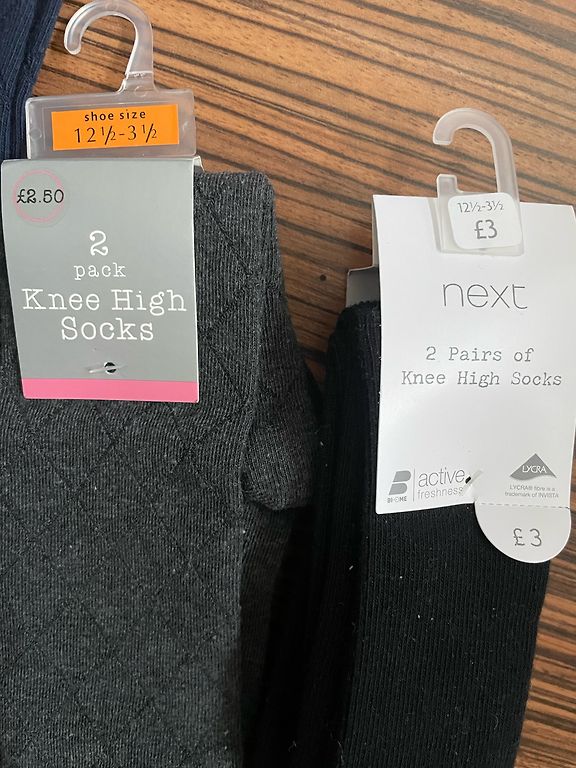 shoe size
12½-3½
£2.50
2
pack
Knee High
Socks
12½-3½
£3
next
2 Pairs of
Knee High Socks
BIOME
active
freshness
LYCRA
LYCRA® fibre is a
trademark of INVISTA
£3